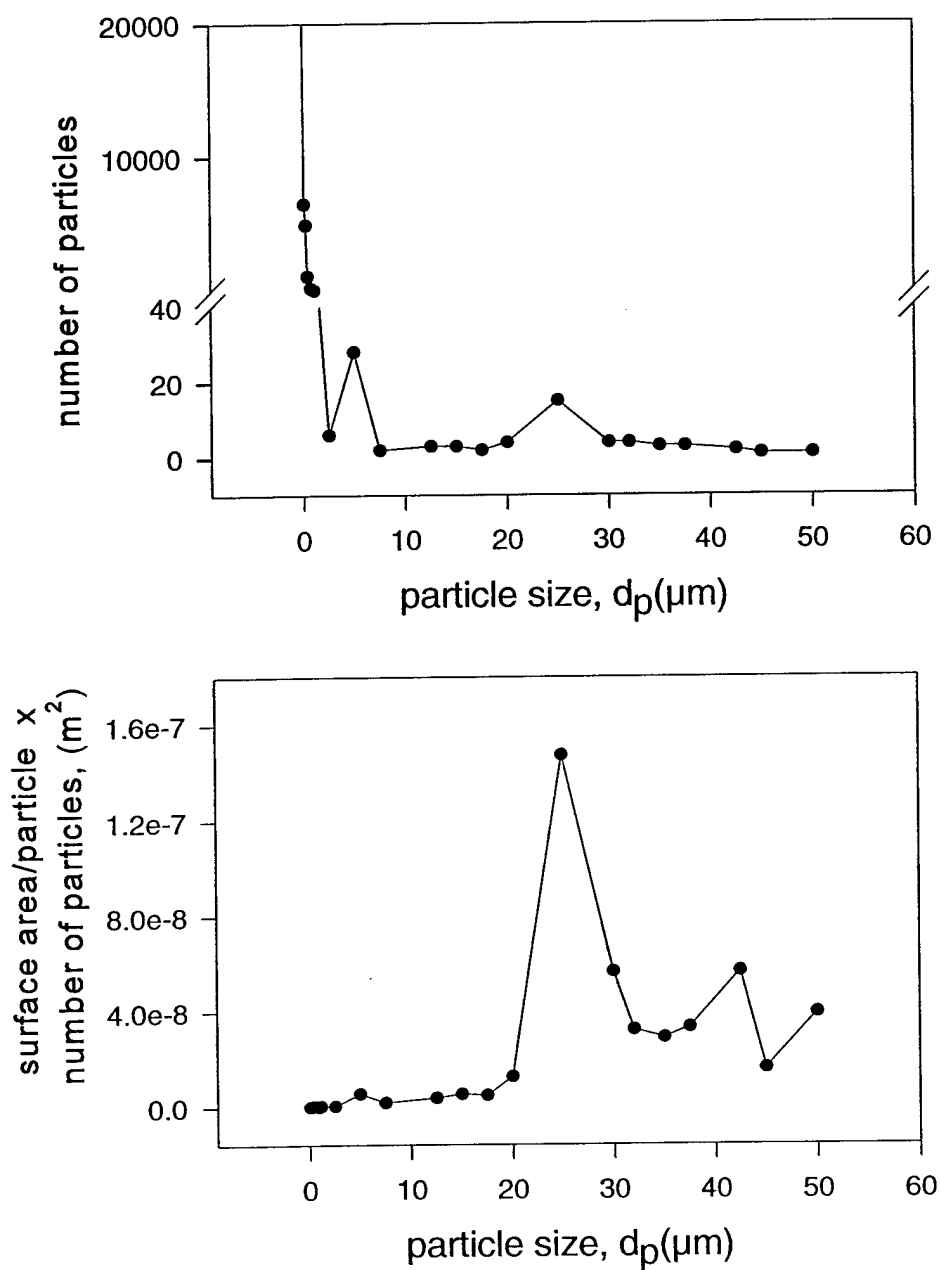 20000
10000
40
20
0
number of particles
0 10 20 30 40 50 60
particle size, dp(μm)
1.6e-7
1.2e-7
8.0e-8
4.0e-8
0.0
surface area/particle x
number of particles, (m²)
0 10 20 30 40 50 60
particle size, dp(μm)